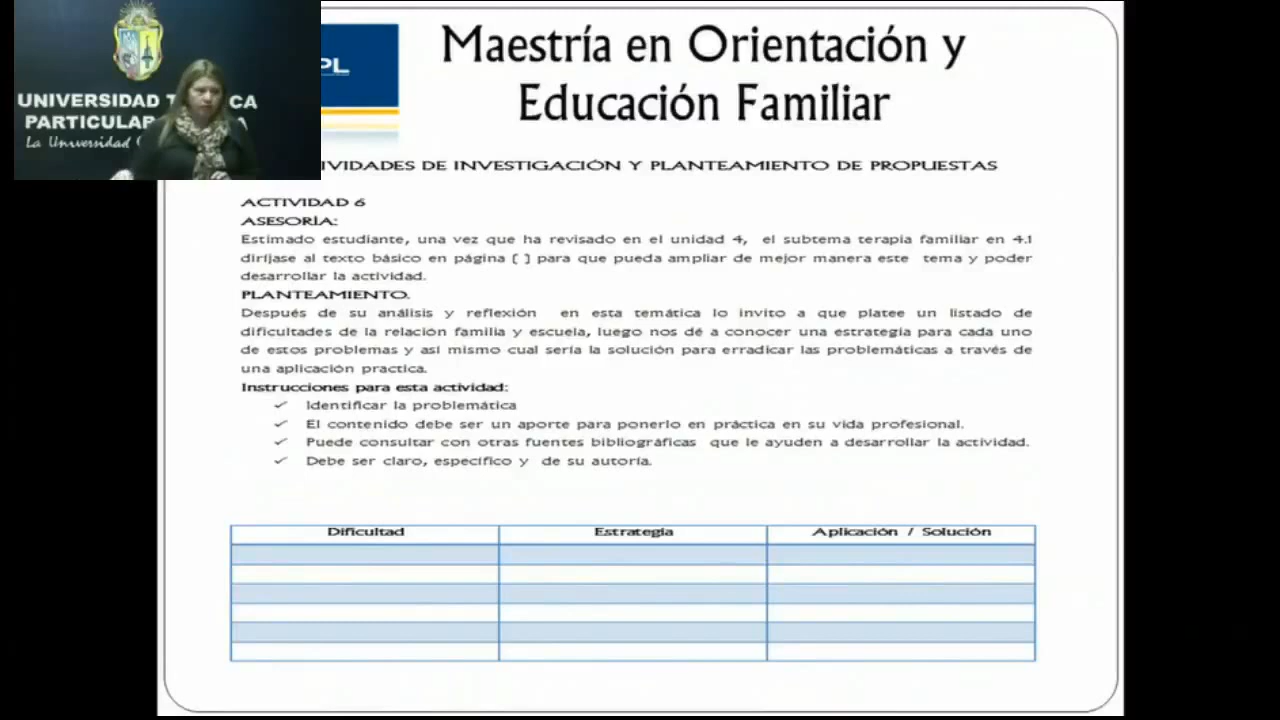 UNIVERSIDAD T CA
PARTICULAR A
La Universidad
PL
Maestría en Orientación y
Educación Familiar
IVIDADES DE INVESTIGACIÓN Y PLANTEAMIENTO DE PROPUESTAS
ACTIVIDAD 6
ASESORÍA:
Estimado estudiante, una vez que ha revisado en el unidad 4, el subtema terapia familiar en 4.1
diríjase al texto básico en página ( ) para que pueda ampliar de mejor manera este tema y poder
desarrollar la actividad.
PLANTEAMIENTO.
Después de su análisis y reflexión en esta temática lo invito a que platee un listado de
dificultades de la relación familia y escuela, luego nos dé a conocer una estrategia para cada uno
de estos problemas y así mismo cual sería la solución para erradicar las problemáticas a través de
una aplicación practica.
Instrucciones para esta actividad:
✓ Identificar la problemática
✓ El contenido debe ser un aporte para ponerlo en práctica en su vida profesional.
✓ Puede consultar con otras fuentes bibliográficas que le ayuden a desarrollar la actividad.
✓ Debe ser claro, específico y de su autoría.
Dificultad Estrategia Aplicación / Solución